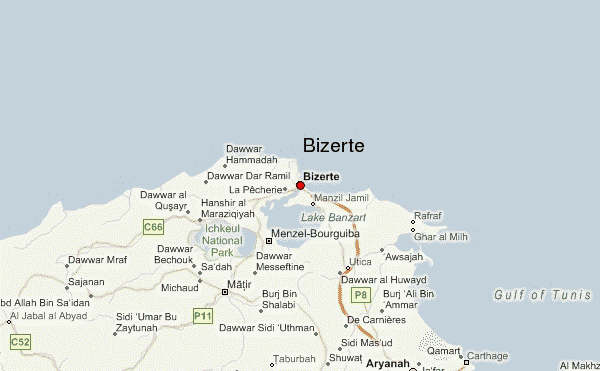 Bizerte
Dawwar
Hammadah
Bizerte
Dawwar Dar Ramil
La Pêcherie
Manzil Jamil
Dawwar al
Quşayr
Hanshir al
Maraziqiyah
Lake Banzart
Rafraf
C66
Ichkeul
National
Park
Menzel-Bourguiba
Ghar al Milh
Dawwar
Bechouk
Awsajah
Dawwar Mraf
Sa'dah
Dawwar
Messeftine
Utica
Sajanan
Michaud
Māţir
Dawwar al Huwayd
Gulf of Tunis
bd Allah Bin Sa'idan
Burj Bin
Shalabi
P8
Burj 'Ali Bin
'Ammar
Al Jabal al Abyad
Sidi 'Umar Bu
Zaytunah
P11
De Carnières
Dawwar Sidi 'Uthman
C52
Sidi Mas'ud
Taburbah
Shuwaţ
Aryanah
Qamart
Carthage
Ja'far
Al Makhz